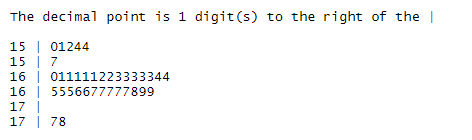 The decimal point is 1 digit(s) to the right of the |
15 | 01244
15 | 7
16 | 011111223333344
16 | 5556677777899
17 |
17 | 78